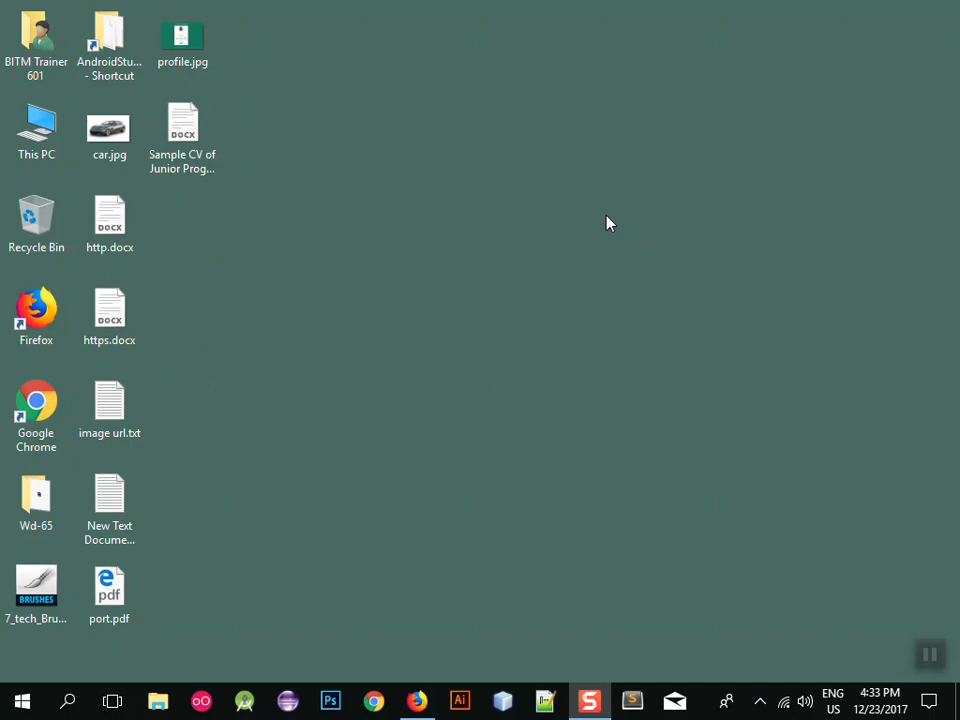 BITM Trainer
601
AndroidStu...
- Shortcut
profile.jpg
This PC
car.jpg
DOCX
Sample CV of
Junior Prog...
Recycle Bin
DOCX
http.docx
Firefox
DOCX
https.docx
Google
Chrome
image url.txt
Wd-65
New Text
Docume...
BRUSHES
7_tech_Bru...
pdf
port.pdf
Ps
Ai
S
S
ENG
US
4:33 PM
12/23/2017